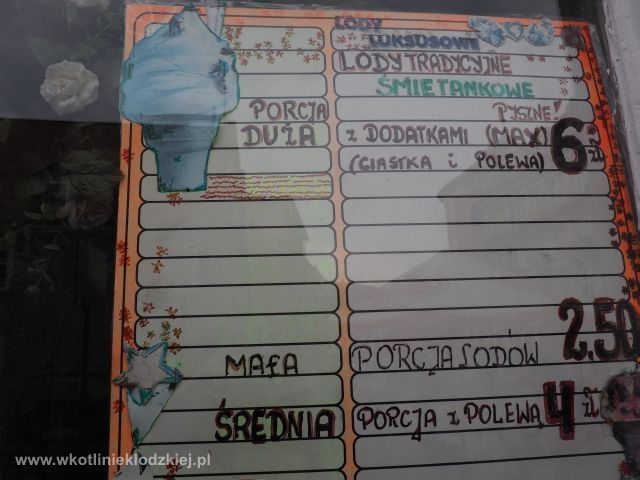 LODY
LUKSUSOWE
LODY TRADYCYJNE
ŚMIETANKOWE
PYSZNE!
PORCJA
DUŻA
z DODATKAMI (MAX)
(CIASTKA i POLEWA)
6 zł
MAŁA
PORCJA LODÓW
2.50
ŚREDNIA
PORCJA z POLEWĄ
4 zł
www.wkotlinieklodzkiej.pl